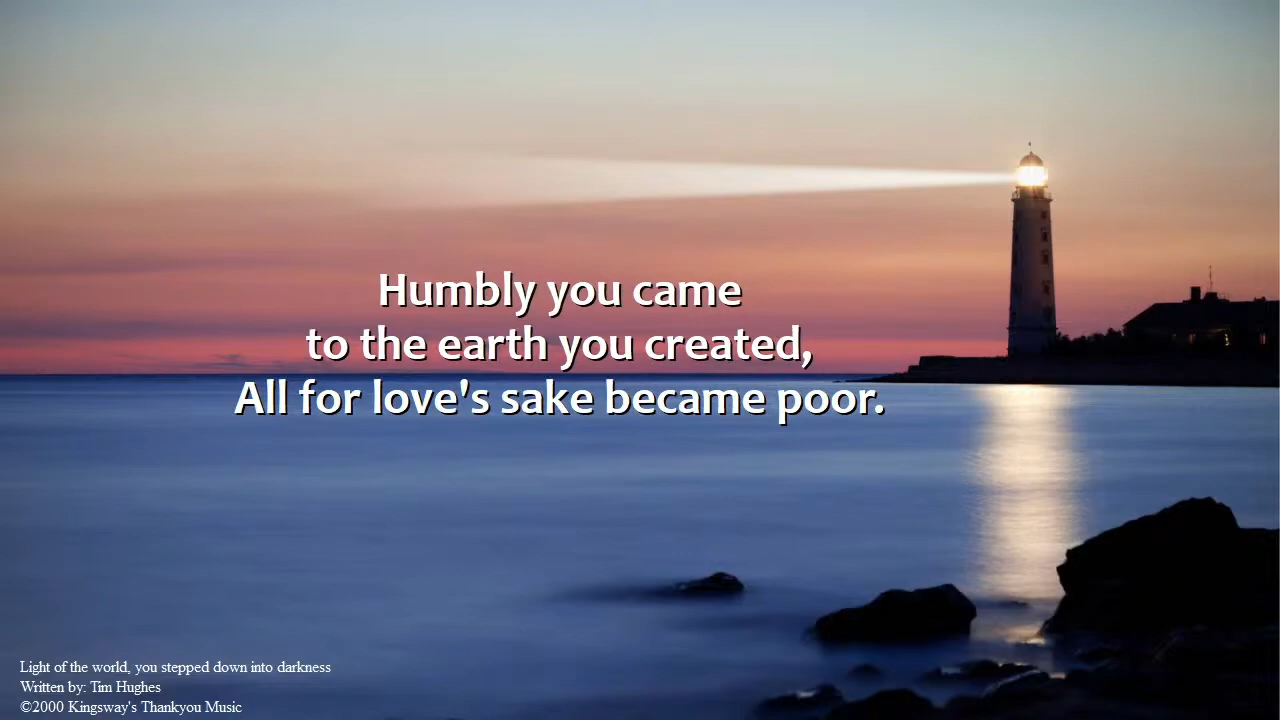 Humbly you came
to the earth you created,
All for love's sake became poor.
Light of the world, you stepped down into darkness
Written by: Tim Hughes
©2000 Kingsway's Thankyou Music